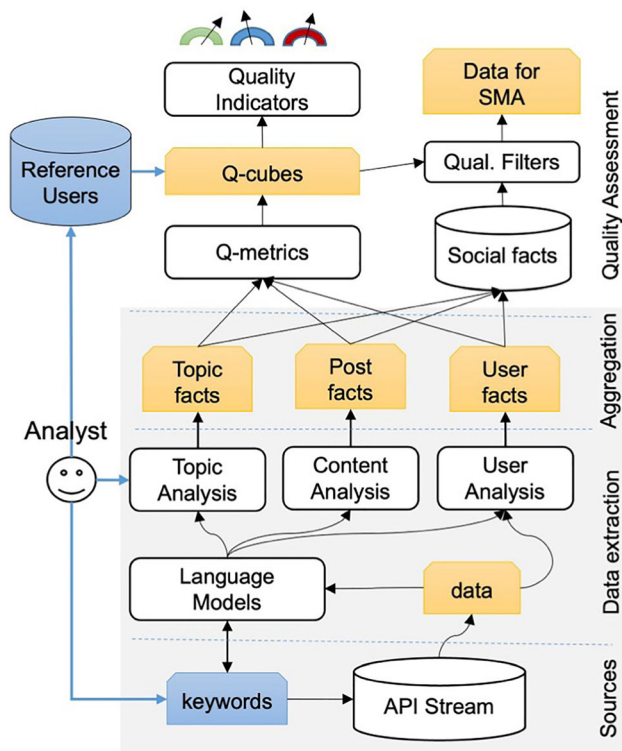 Quality
Indicators
Data for
SMA
Reference
Users
Q-cubes
Qual. Filters
Q-metrics
Social facts
Quality Assessment
Topic
facts
Post
facts
User
facts
Aggregation
Analyst
Topic
Analysis
Content
Analysis
User
Analysis
Language
Models
data
Data extraction
keywords
API Stream
Sources